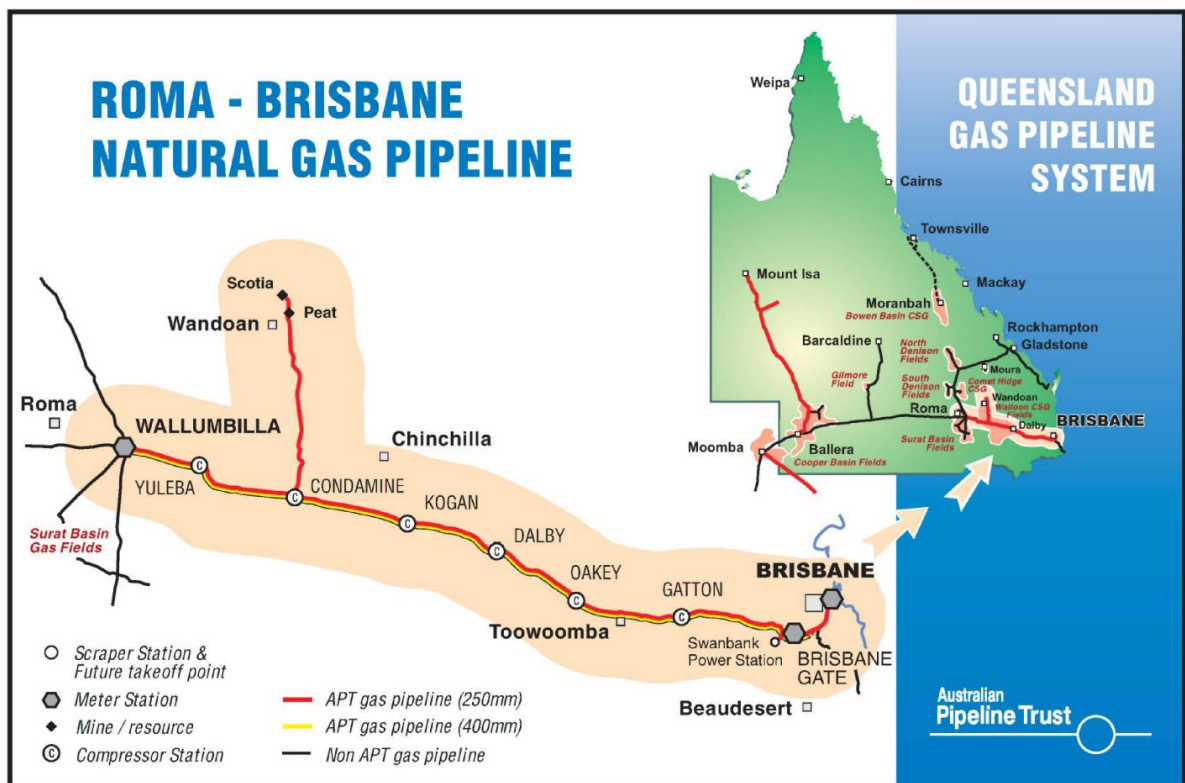 ROMA - BRISBANE
NATURAL GAS PIPELINE
QUEENSLAND
GAS PIPELINE
SYSTEM
Weipa
Cairns
Townsville
Mount Isa
Mackay
Moranbah
Bowen Basin CSG
Rockhampton
Gladstone
Barcaldine
North
Denison
Fields
Moura
Gilmore
Field
South
Denison
Fields
Comet Ridge
CSG
Wandoan
Walloon CSG
Fields
Roma
Dalby
BRISBANE
Surat Basin
Fields
Moomba
Ballera
Cooper Basin Fields
Scotia
Peat
Wandoan
Roma
WALLUMBILLA
Chinchilla
YULEBA
C
CONDAMINE
C
KOGAN
C
DALBY
C
OAKEY
C
GATTON
C
Surat Basin
Gas Fields
Toowoomba
BRISBANE
Swanbank
Power Station
BRISBANE
GATE
Beaudesert
Scraper Station &
Future takeoff point
Meter Station
Mine / resource
C Compressor Station
APT gas pipeline (250mm)
APT gas pipeline (400mm)
Non APT gas pipeline
Australian
Pipeline Trust